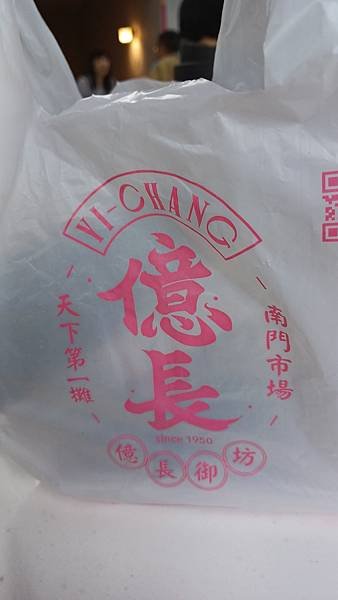 YI-CHANG
億長
天下第一攤
南門市場
since 1950
億長御坊